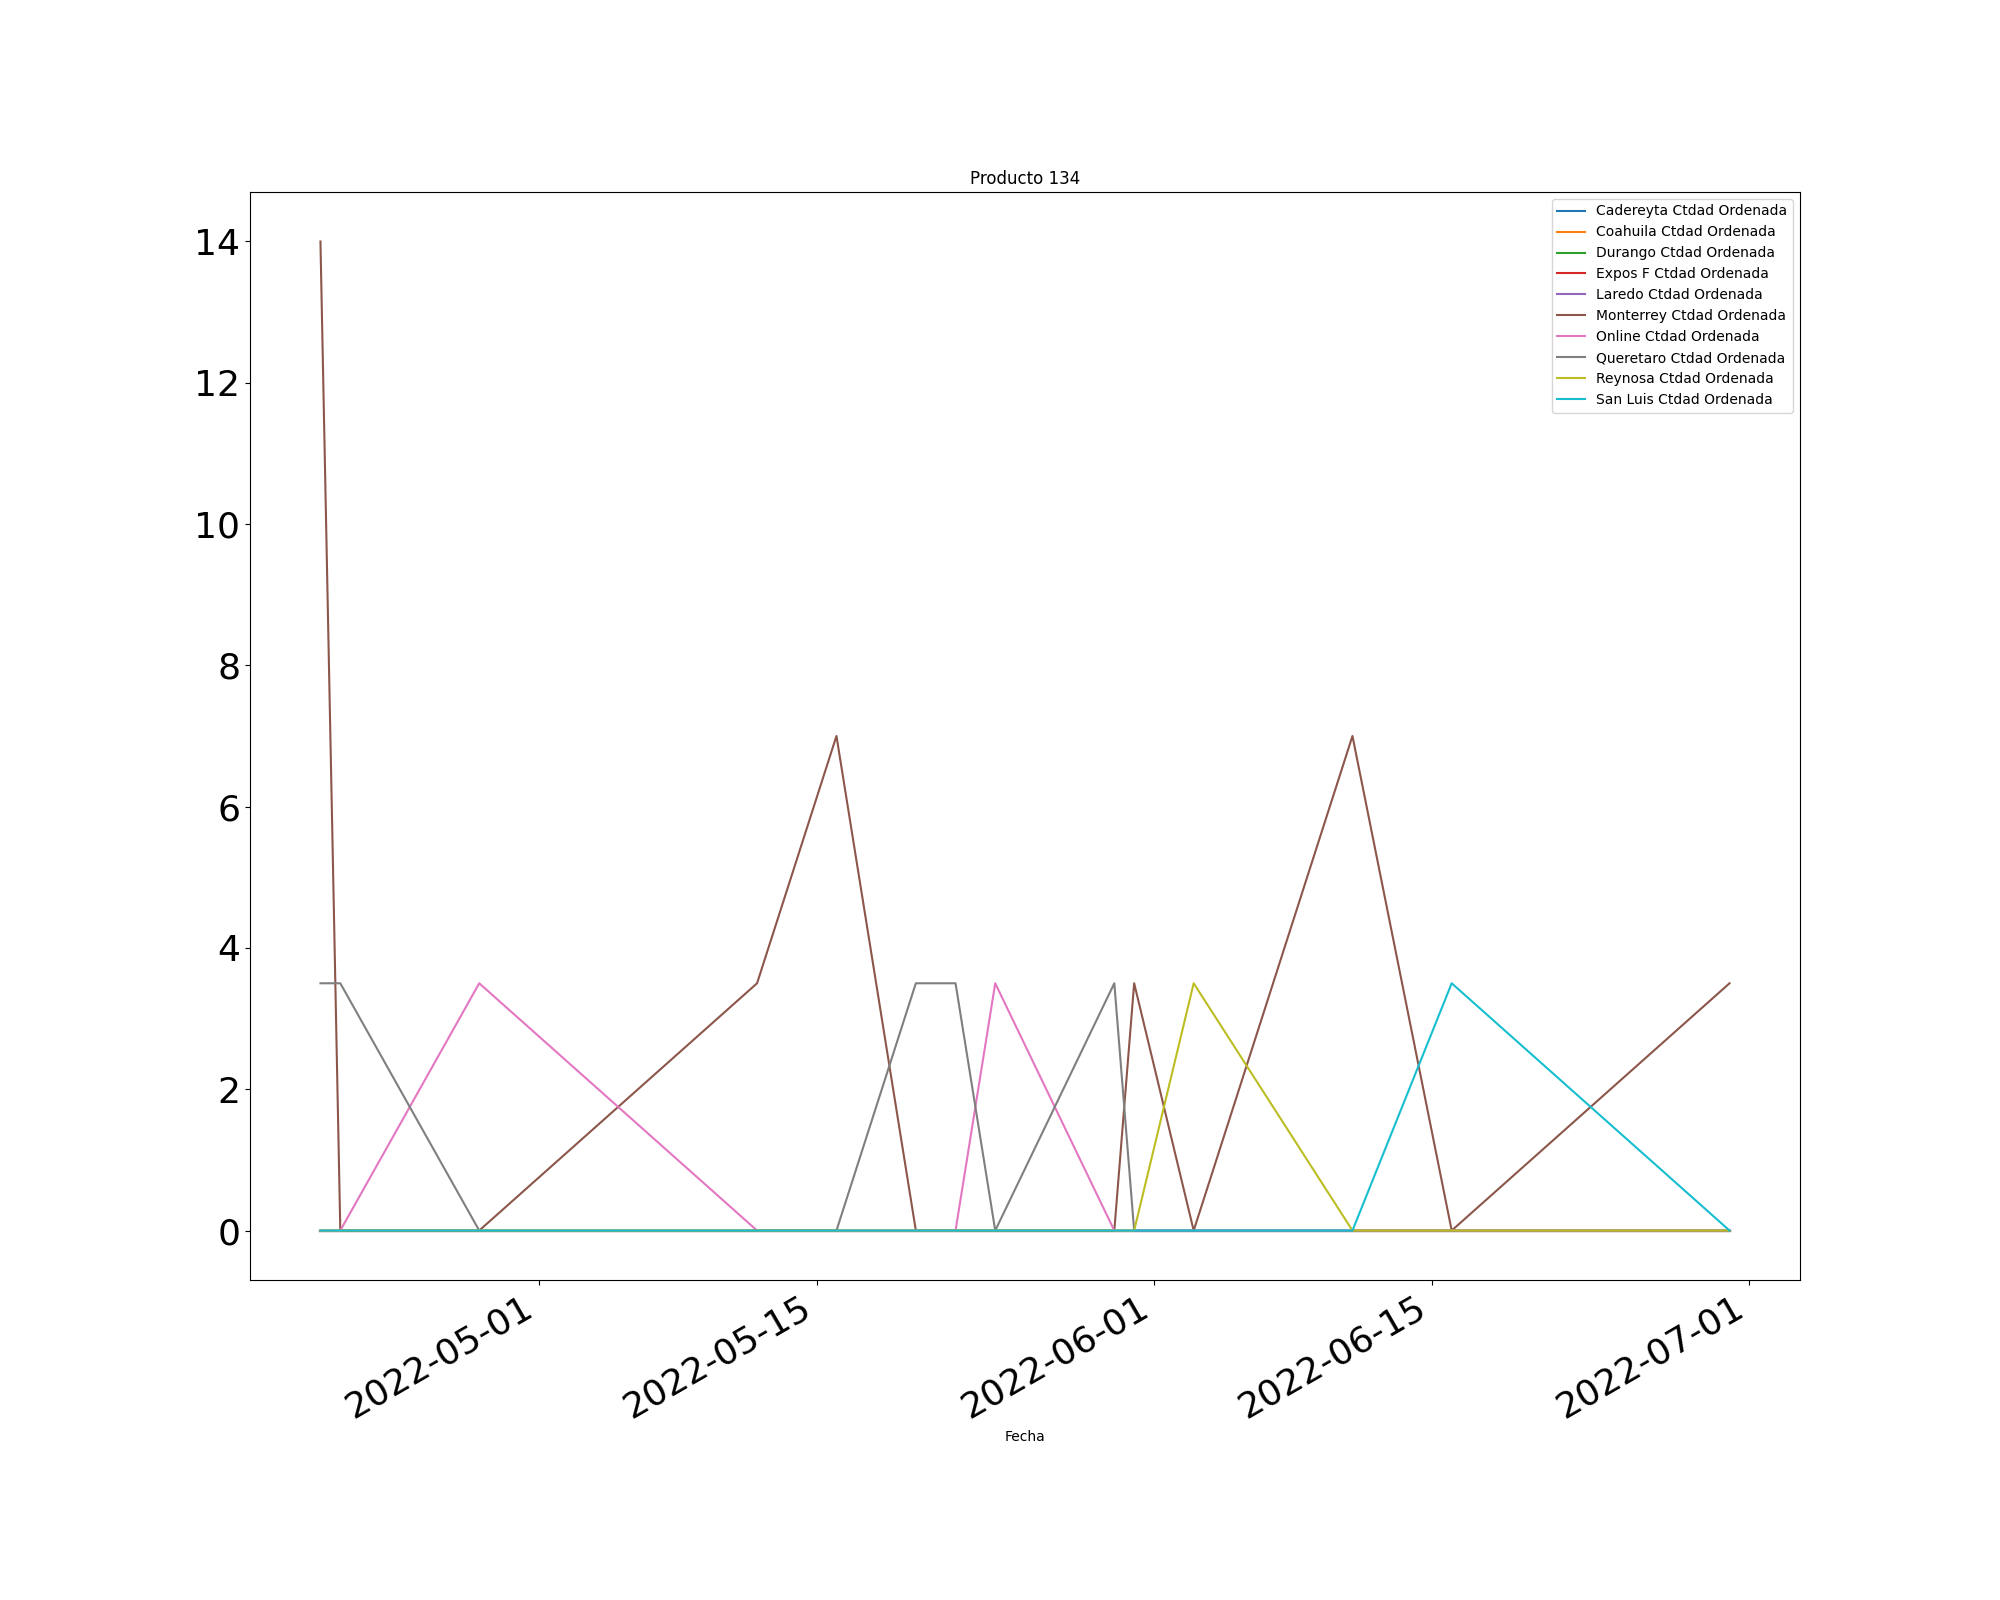 Producto 134
14
12
10
8
6
4
2
0
Cadereyta Ctdad Ordenada
Coahuila Ctdad Ordenada
Durango Ctdad Ordenada
Expos F Ctdad Ordenada
Laredo Ctdad Ordenada
Monterrey Ctdad Ordenada
Online Ctdad Ordenada
Queretaro Ctdad Ordenada
Reynosa Ctdad Ordenada
San Luis Ctdad Ordenada
2022-05-01
2022-05-15
2022-06-01
2022-06-15
2022-07-01
Fecha